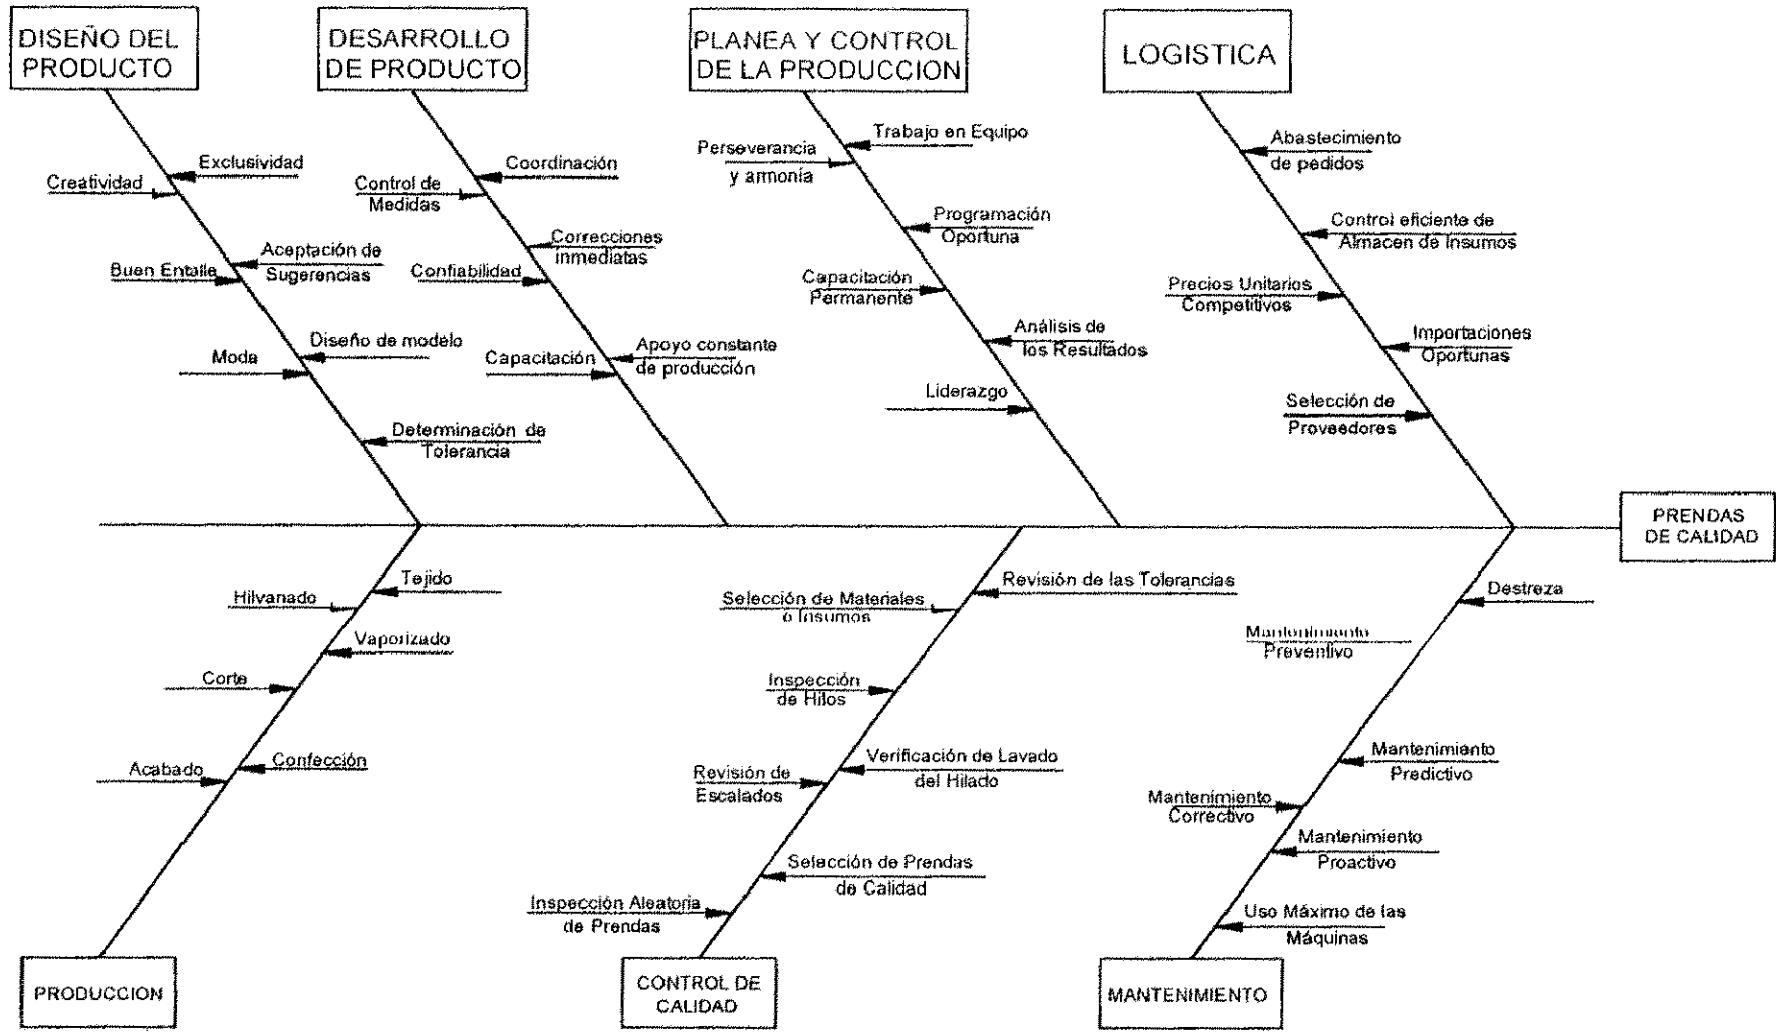 DISEÑO DEL
PRODUCTO
DESARROLLO
DE PRODUCTO
PLANEA Y CONTROL
DE LA PRODUCCION
LOGISTICA
Exclusividad
Creatividad
Aceptación de
Sugerencias
Buen Entalle
Diseño de modelo
Moda
Determinación de
Tolerancia
Coordinación
Control de
Medidas
Correcciones
inmediatas
Confiabilidad
Apoyo constante
de producción
Capacitación
Trabajo en Equipo
Perseverancia
y armonía
Programación
Oportuna
Capacitación
Permanente
Análisis de
los Resultados
Liderazgo
Abastecimiento
de pedidos
Control eficiente de
Almacen de Insumos
Precios Unitarios
Competitivos
Importaciones
Oportunas
Selección de
Proveedores
PRENDAS
DE CALIDAD
Tejido
Hilvanado
Vaporizado
Corte
Confección
Acabado
Revisión de las Tolerancias
Selección de Materiales
ó Insumos
Inspección
de Hilos
Verificación de Lavado
del Hilado
Revisión de
Escalados
Selección de Prendas
de Calidad
Inspección Aleatoria
de Prendas
Destreza
Mantenimiento
Preventivo
Mantenimiento
Predictivo
Mantenimiento
Correctivo
Mantenimiento
Proactivo
Uso Máximo de las
Máquinas
PRODUCCION
CONTROL DE
CALIDAD
MANTENIMIENTO